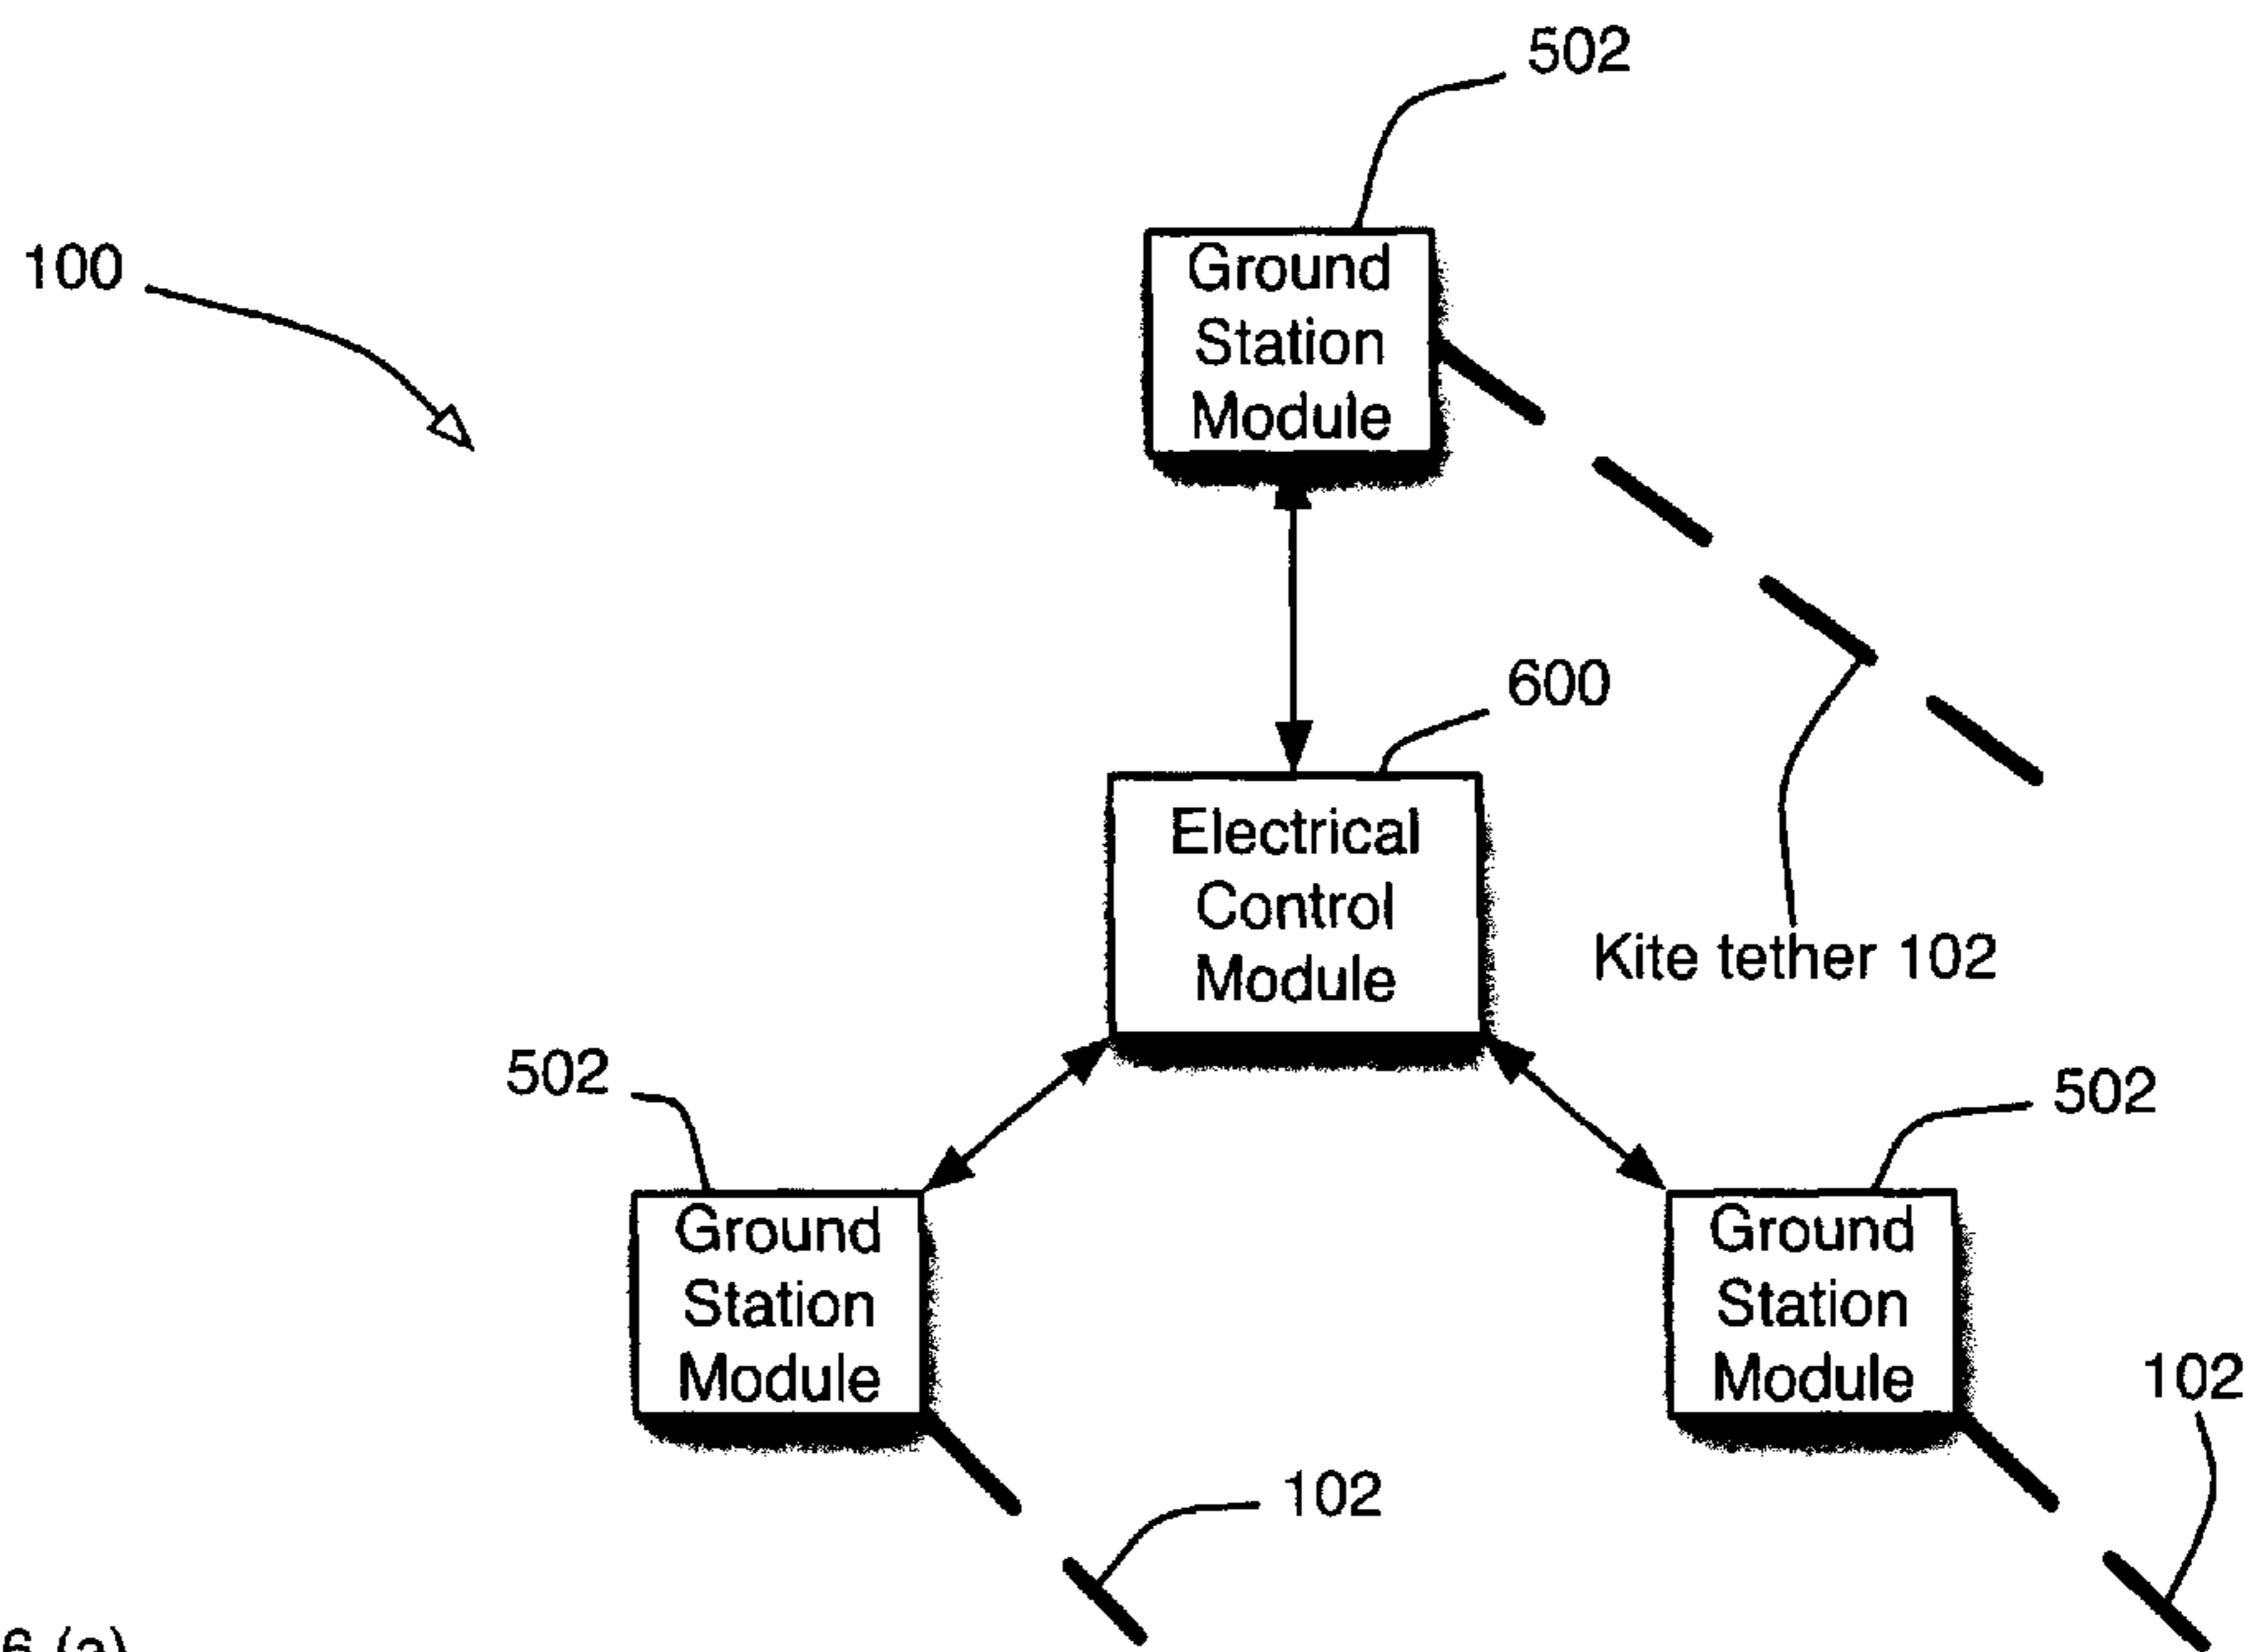 502
100
Ground
Station
Module
600
Electrical
Control
Module
Kite tether 102
502
502
Ground
Station
Module
Ground
Station
Module
102
102
6 (a)